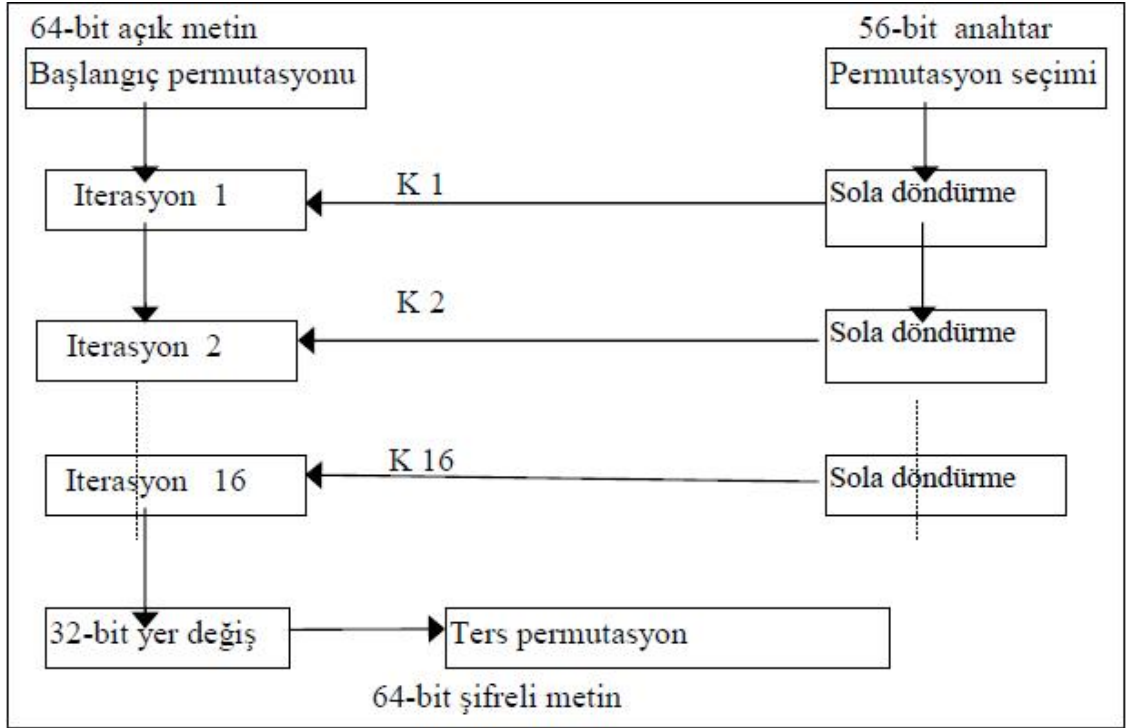 64-bit açık metin
56-bit anahtar
Başlangıç permutasyonu
Permutasyon seçimi
Iterasyon 1
K 1
Sola döndürme
Iterasyon 2
K 2
Sola döndürme
Iterasyon 16
K 16
Sola döndürme
32-bit yer değiş
Ters permutasyon
64-bit şifreli metin